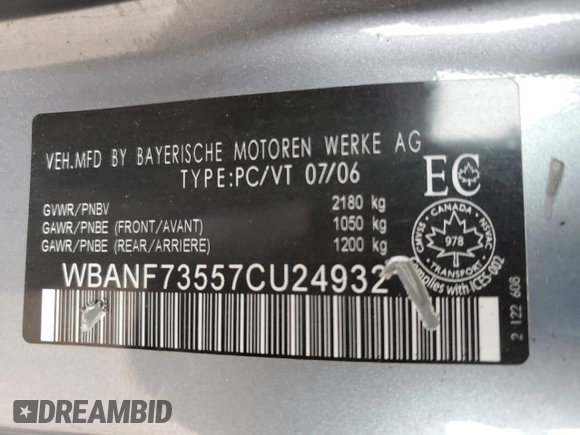 VEH.MFD BY BAYERISCHE MOTOREN WERKE AG
TYPE:PC/VT 07/06
GVWR/PNBV 2180 kg
GAWR/PNBE (FRONT/AVANT) 1050 kg
GAWR/PNBE (REAR/ARRIERE) 1200 kg
WBANF73557CU24932
EC
CANADA
CMVSS NSVAC
978
TRANSPORT
Complies with ICES 002
2 122 608
DREAMBID